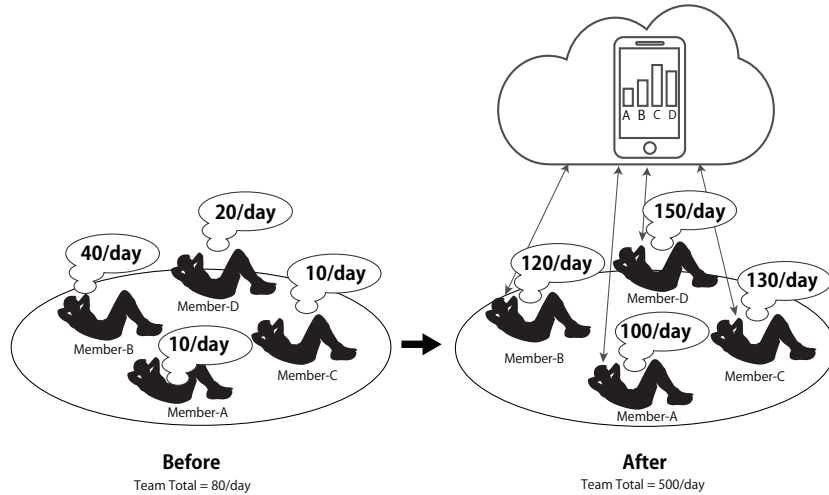 20/day
40/day
10/day
10/day
Member-D
Member-B
Member-C
Member-A
Before
Team Total = 80/day
A B C D
150/day
120/day
130/day
100/day
Member-D
Member-B
Member-C
Member-A
After
Team Total = 500/day